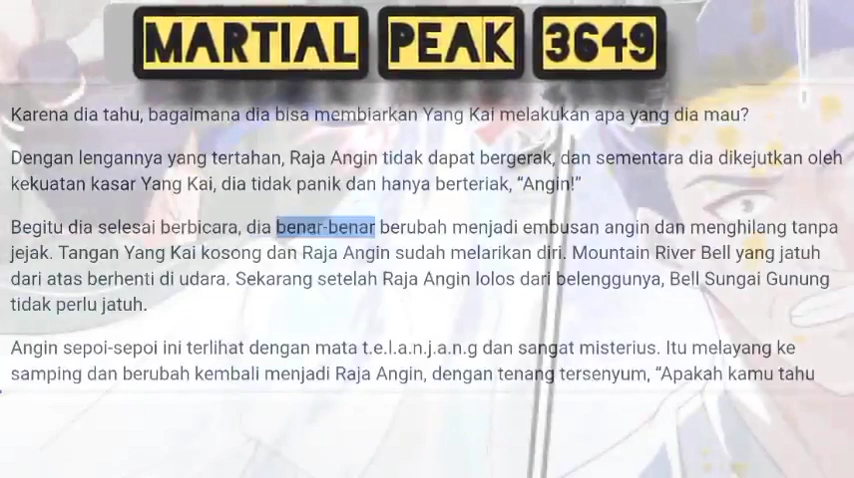 MARTIAL PEAK 3649
Karena dia tahu, bagaimana dia bisa membiarkan Yang Kai melakukan apa yang dia mau?
Dengan lengannya yang tertahan, Raja Angin tidak dapat bergerak, dan sementara dia dikejutkan oleh
kekuatan kasar Yang Kai, dia tidak panik dan hanya berteriak, “Angin!”
Begitu dia selesai berbicara, dia benar-benar berubah menjadi embusan angin dan menghilang tanpa
jejak. Tangan Yang Kai kosong dan Raja Angin sudah melarikan diri. Mountain River Bell yang jatuh
dari atas berhenti di udara. Sekarang setelah Raja Angin lolos dari belenggunya, Bell Sungai Gunung
tidak perlu jatuh.
Angin sepoi-sepoi ini terlihat dengan mata t.e.l.a.n.j.a.n.g dan sangat misterius. Itu melayang ke
samping dan berubah kembali menjadi Raja Angin, dengan tenang tersenyum, “Apakah kamu tahu